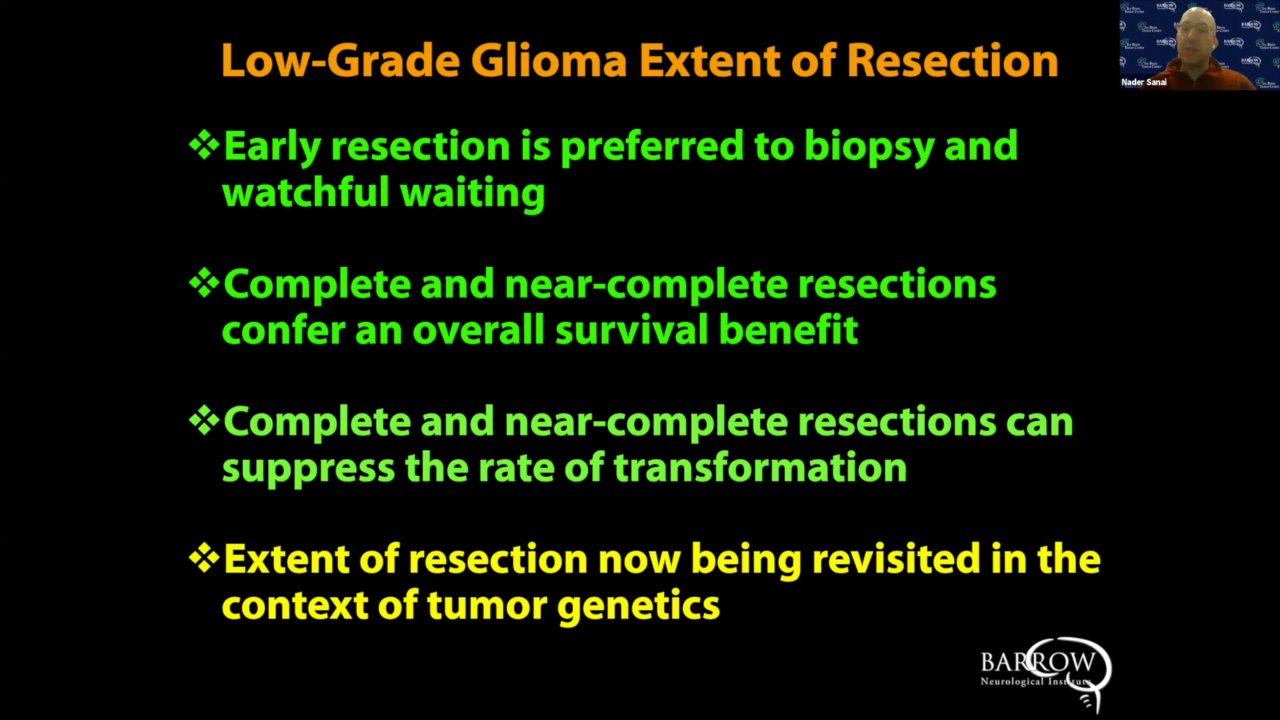 Low-Grade Glioma Extent of Resection
❖Early resection is preferred to biopsy and
watchful waiting
❖Complete and near-complete resections
confer an overall survival benefit
❖Complete and near-complete resections can
suppress the rate of transformation
❖Extent of resection now being revisited in the
context of tumor genetics
BARROW
Neurological Institute
Nader Sanai